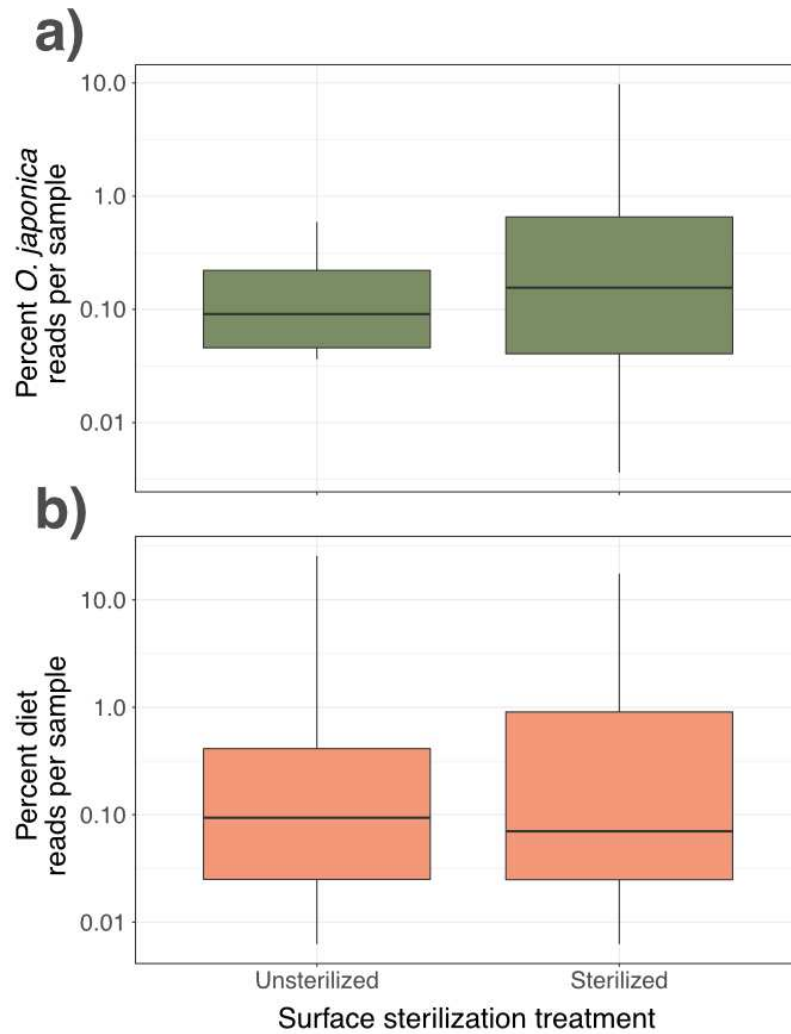 a)
Percent O. japonica
reads per sample
10.0
1.0
0.10
0.01
b)
Percent diet
reads per sample
10.0
1.0
0.10
0.01
Unsterilized Sterilized
Surface sterilization treatment